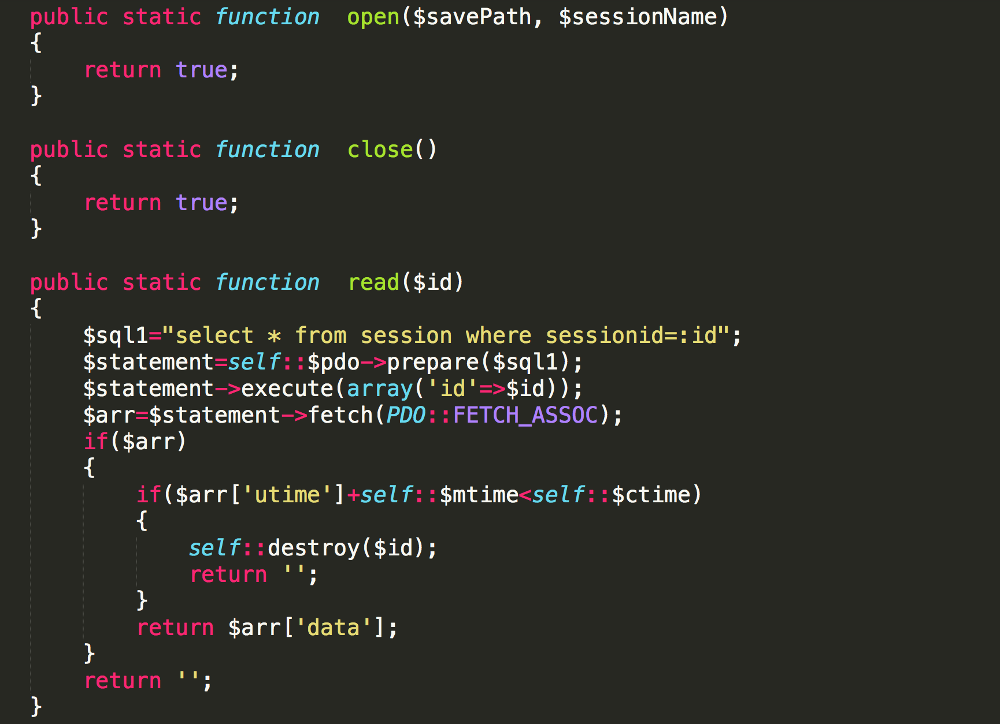 public static function  open($savePath, $sessionName)
{
    return true;
}

public static function  close()
{
    return true;
}

public static function  read($id)
{
    $sql1="select * from session where sessionid=:id";
    $statement=self::$pdo->prepare($sql1);
    $statement->execute(array('id'=>$id));
    $arr=$statement->fetch(PDO::FETCH_ASSOC);
    if($arr)
    {
        if($arr['utime']+self::$mtime<self::$ctime)
        {
            self::destroy($id);
            return '';
        }
        return $arr['data'];
    }
    return '';
}